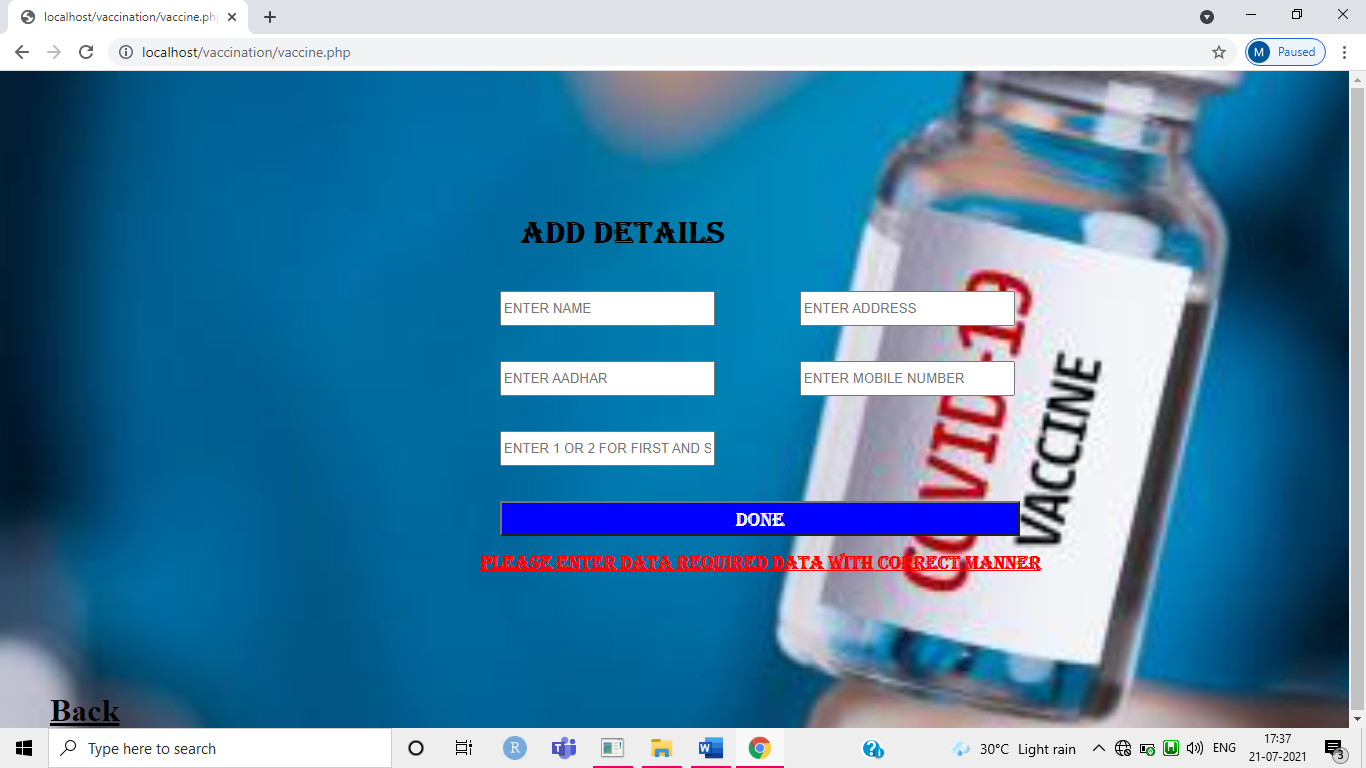 localhost/vaccination/vaccine.ph
localhost/vaccination/vaccine.php
M Paused
ADD DETAILS
ENTER NAME
ENTER ADDRESS
ENTER AADHAR
ENTER MOBILE NUMBER
ENTER 1 OR 2 FOR FIRST AND S
DONE
PLEASE ENTER DATA REQUIRED DATA WITH CORRECT MANNER
COVID-19
VACCINE
Back
Type here to search
R
W
30°C Light rain
ENG
17:37
21-07-2021
3